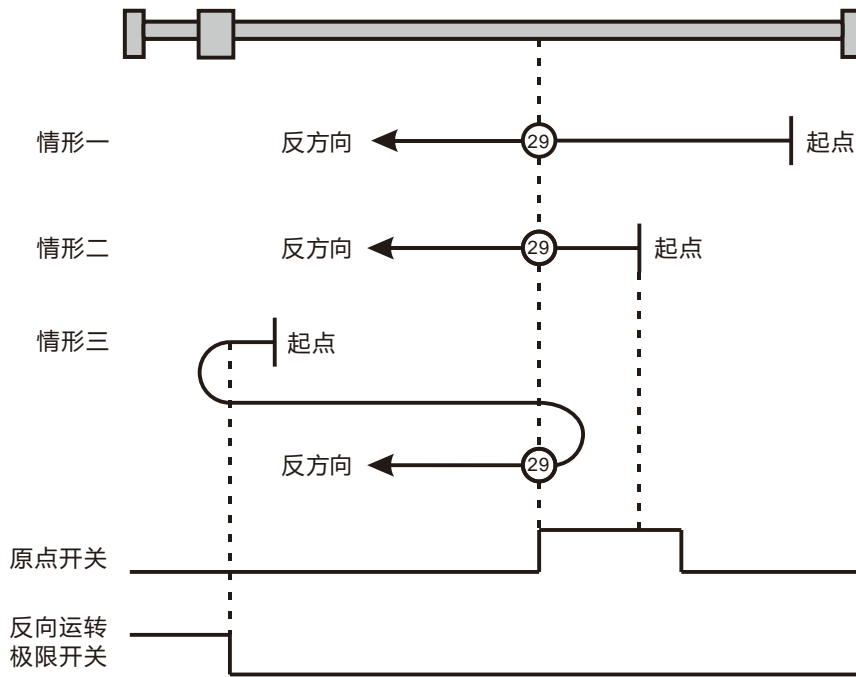 情形一
反方向
29
起点
情形二
反方向
29
起点
情形三
起点
反方向
29
原点开关
反向运转
极限开关